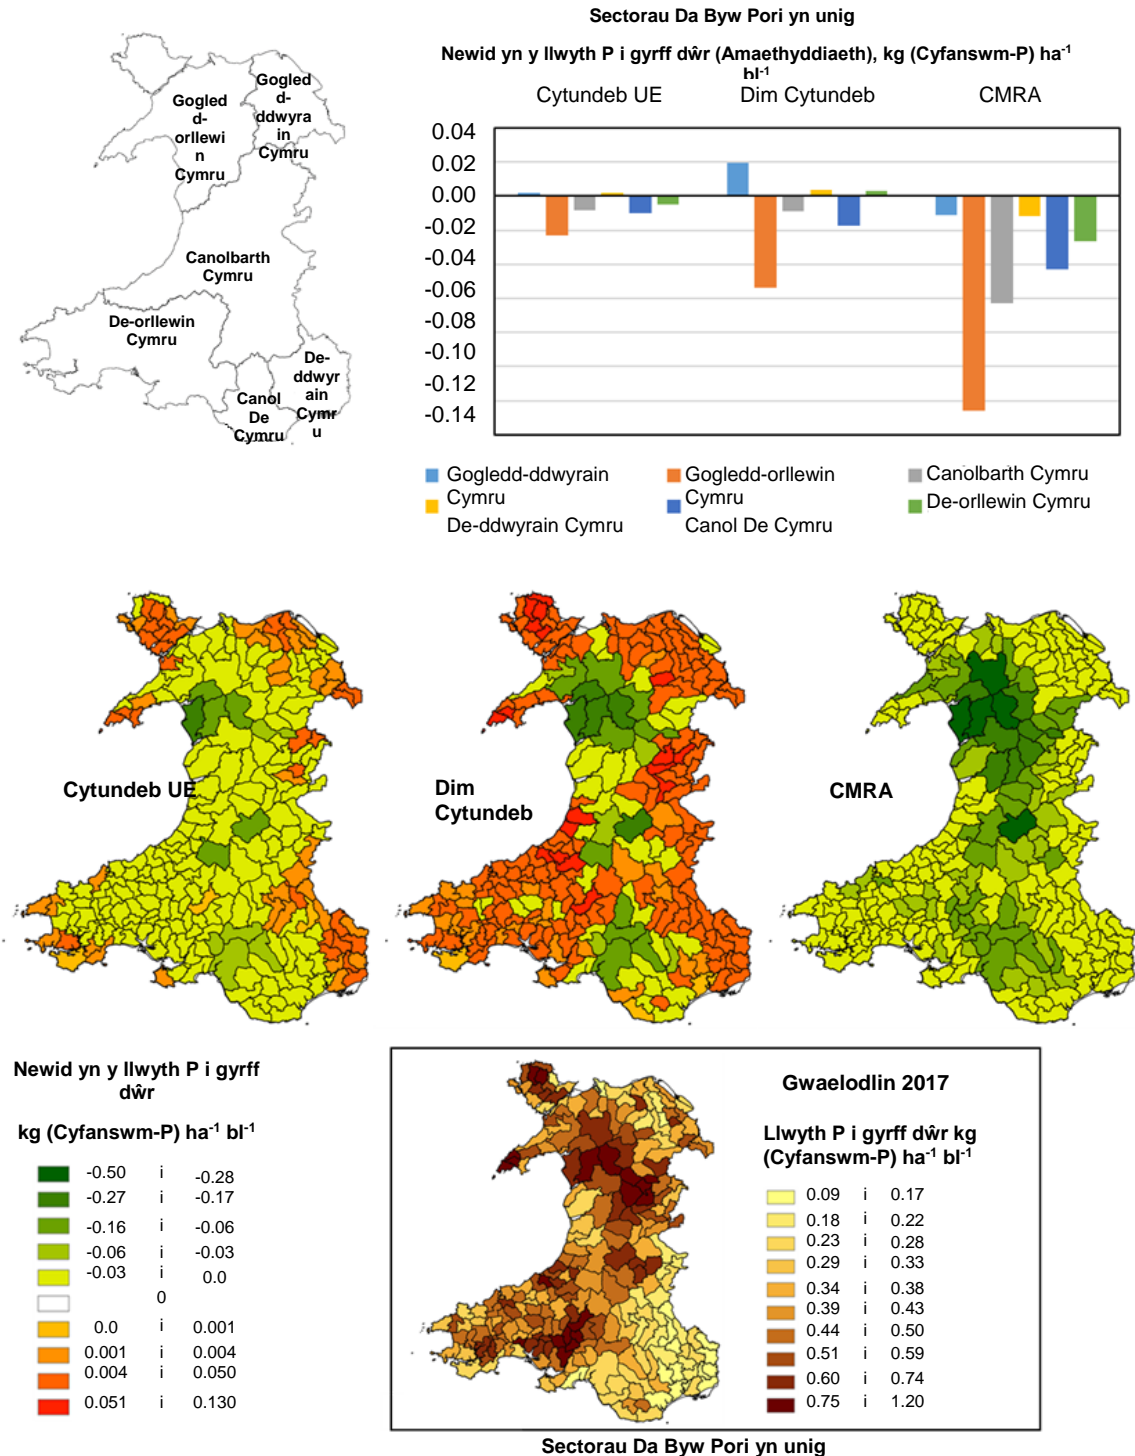 Sectorau Da Byw Pori yn unig
Newid yn y llwyth P i gyrff dŵr (Amaethyddiaeth), kg (Cyfanswm-P) ha⁻¹
bl⁻¹
Cytundeb UE
Dim Cytundeb
CMRA
0.04
0.02
0.00
-0.02
-0.04
-0.06
-0.08
-0.10
-0.12
-0.14
Gogledd-ddwyrain
Cymru
De-ddwyrain Cymru
Gogledd-orllewin
Cymru
Canol De Cymru
Canolbarth Cymru
De-orllewin Cymru
Gogled
d-
orllewi
n
Cymru
Gogled
d-
ddwyra
in
Cymru
Canolbarth
Cymru
De-orllewin
Cymru
Canol
De
Cymru
De-
ddwyr
ain
Cymr
u
Cytundeb UE
Dim
Cytundeb
CMRA
Newid yn y llwyth P i gyrff
dŵr
kg (Cyfanswm-P) ha⁻¹ bl⁻¹
-0.50 i -0.28
-0.27 i -0.17
-0.16 i -0.06
-0.06 i -0.03
-0.03 i 0.0
0
0.0 i 0.001
0.001 i 0.004
0.004 i 0.050
0.051 i 0.130
Gwaelodlin 2017
Llwyth P i gyrff dŵr kg
(Cyfanswm-P) ha⁻¹ bl⁻¹
0.09 i 0.17
0.18 i 0.22
0.23 i 0.28
0.29 i 0.33
0.34 i 0.38
0.39 i 0.43
0.44 i 0.50
0.51 i 0.59
0.60 i 0.74
0.75 i 1.20
Sectorau Da Byw Pori yn unig